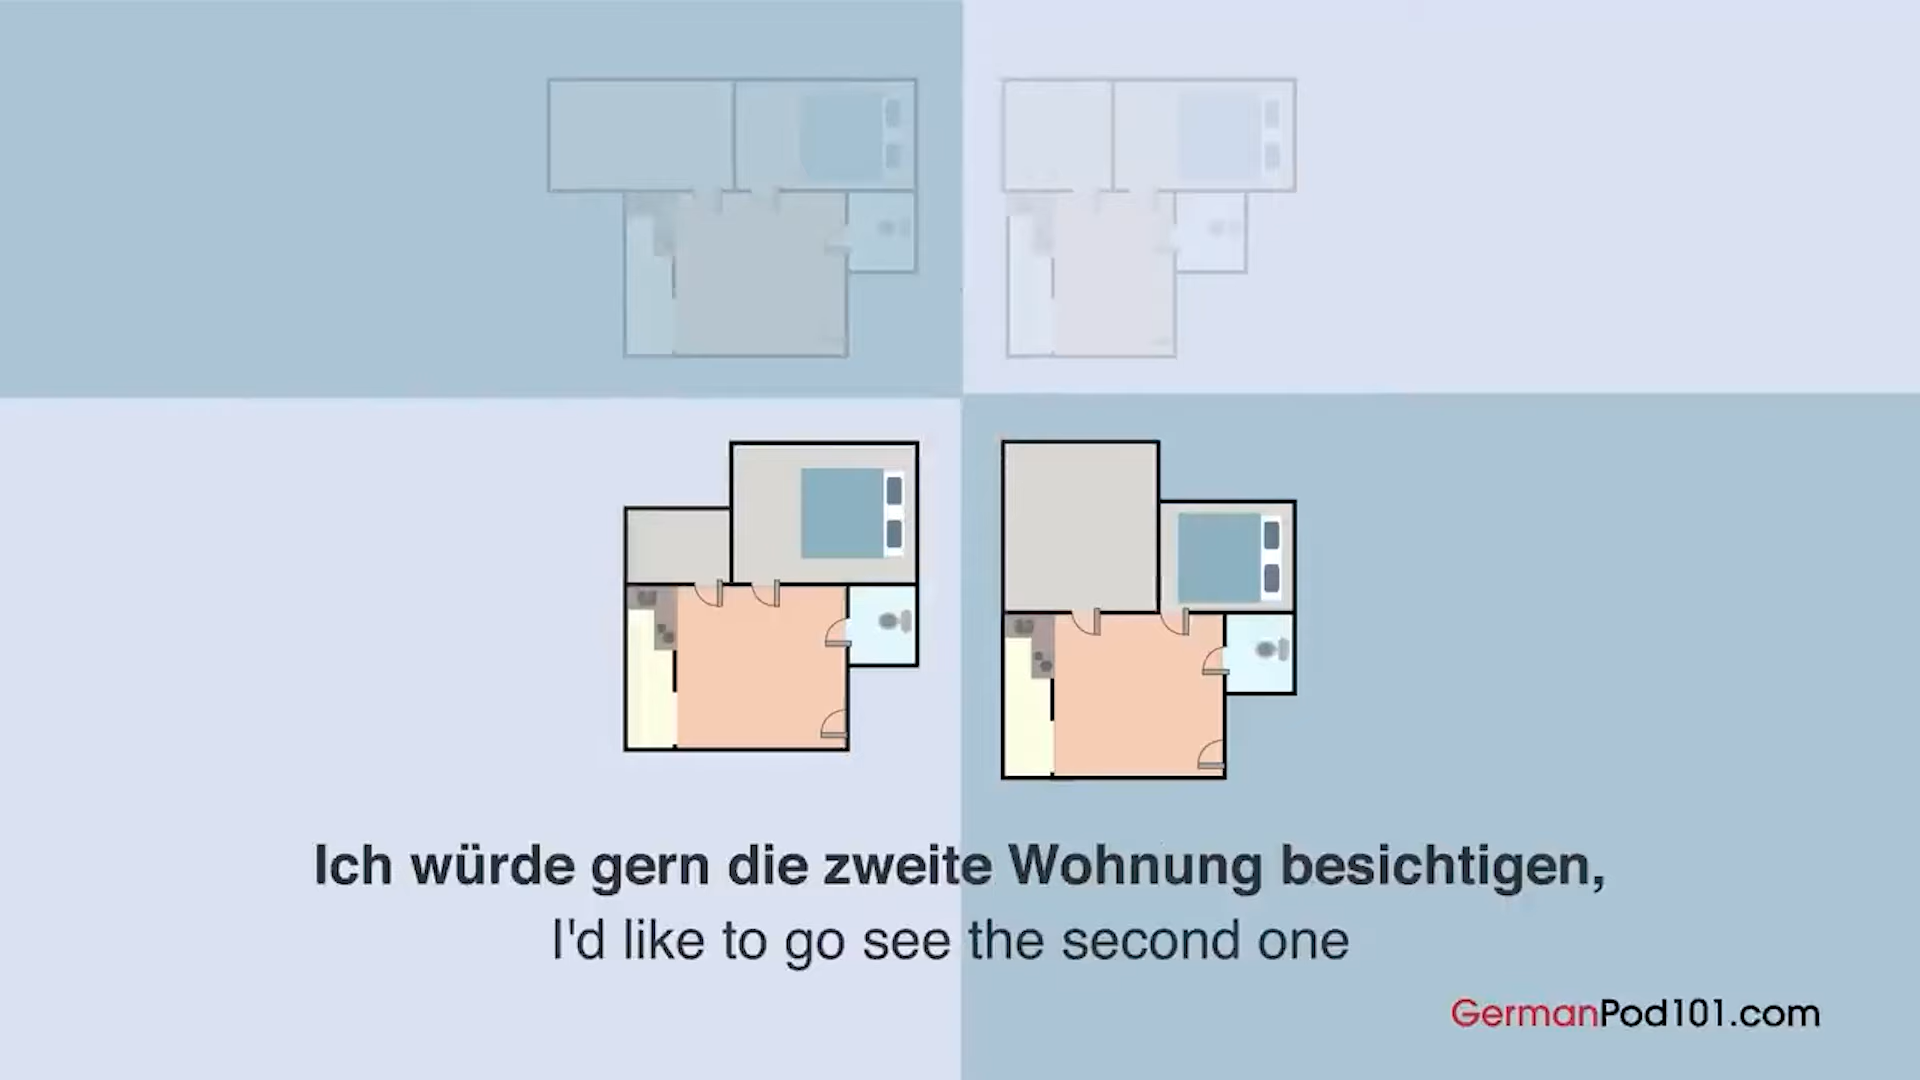 Ich würde gern die zweite Wohnung besichtigen,
I'd like to go see the second one
GermanPod101.com